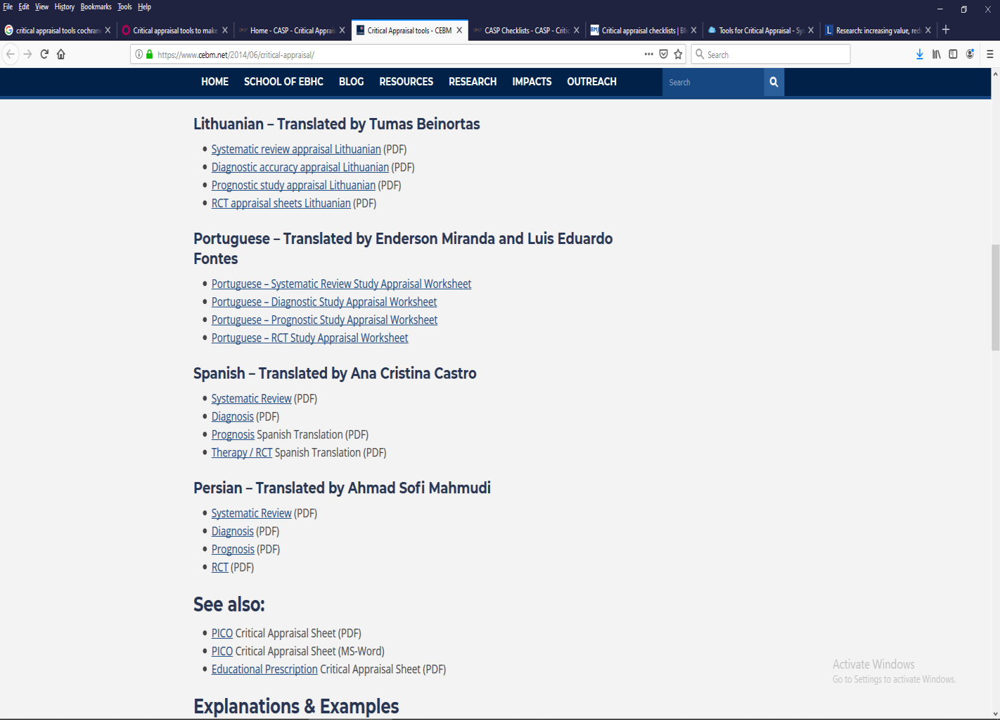 File Edit View History Bookmarks Tools Help
critical appraisal tools cochran
Critical appraisal tools to make
Home - CASP - Critical Apprais
Critical Appraisal tools - CEBM
CASP Checklists - CASP - Critic
BMJ Critical appraisal checklists | BM
Tools for Critical Appraisal - Sys
L Research: increasing value, red
https://www.cebm.net/2014/06/critical-appraisal/
Search
HOME SCHOOL OF EBHC BLOG RESOURCES RESEARCH IMPACTS OUTREACH Search
Lithuanian – Translated by Tumas Beinortas
Systematic review appraisal Lithuanian (PDF)
Diagnostic accuracy appraisal Lithuanian (PDF)
Prognostic study appraisal Lithuanian (PDF)
RCT appraisal sheets Lithuanian (PDF)
Portuguese – Translated by Enderson Miranda and Luis Eduardo
Fontes
Portuguese – Systematic Review Study Appraisal Worksheet
Portuguese – Diagnostic Study Appraisal Worksheet
Portuguese – Prognostic Study Appraisal Worksheet
Portuguese – RCT Study Appraisal Worksheet
Spanish – Translated by Ana Cristina Castro
Systematic Review (PDF)
Diagnosis (PDF)
Prognosis Spanish Translation (PDF)
Therapy / RCT Spanish Translation (PDF)
Persian – Translated by Ahmad Sofi Mahmudi
Systematic Review (PDF)
Diagnosis (PDF)
Prognosis (PDF)
RCT (PDF)
See also:
PICO Critical Appraisal Sheet (PDF)
PICO Critical Appraisal Sheet (MS-Word)
Educational Prescription Critical Appraisal Sheet (PDF)
Activate Windows
Go to Settings to activate Windows.
Explanations & Examples